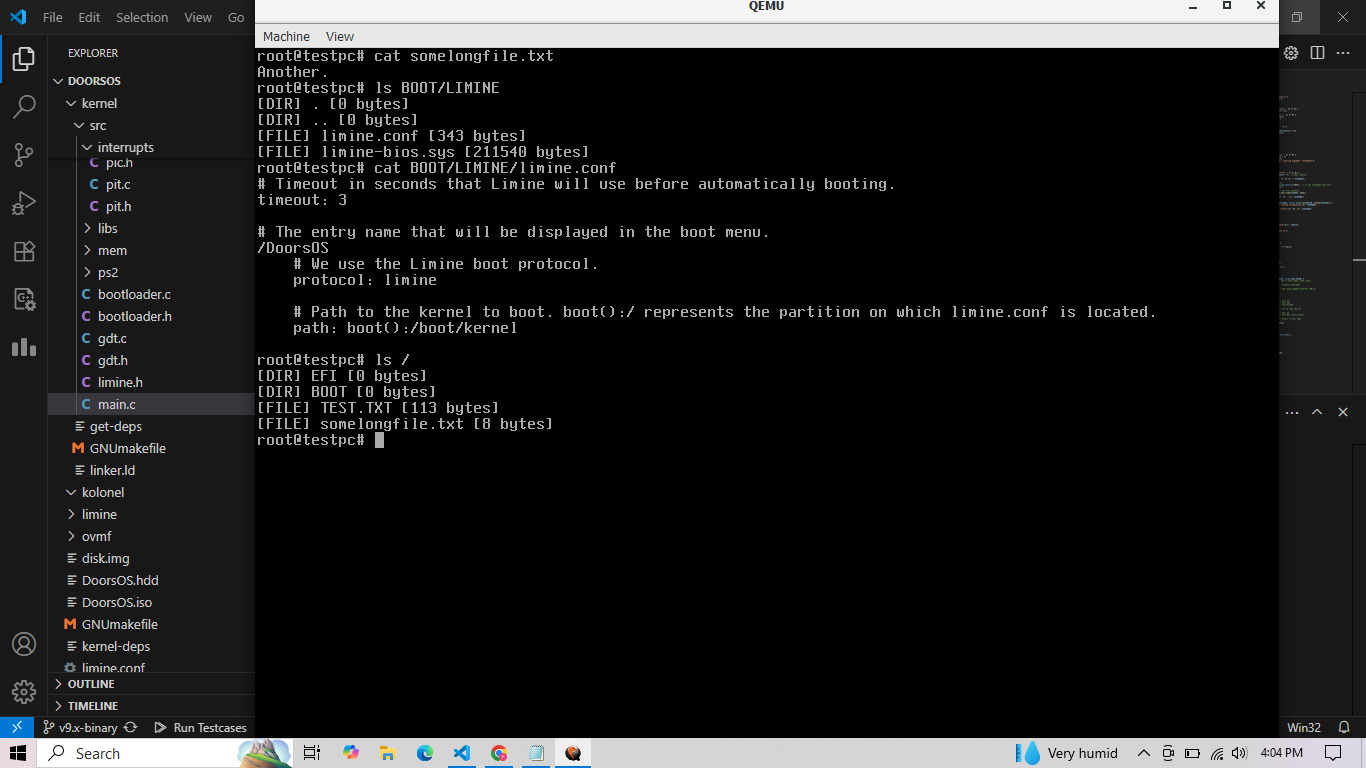 QEMU
File Edit Selection View Go
Machine View
EXPLORER
DOORSOS
kernel
src
interrupts
pic.h
pit.c
pit.h
libs
mem
ps2
bootloader.c
bootloader.h
gdt.c
gdt.h
limine.h
main.c
get-deps
GNUmakefile
linker.ld
kolonel
limine
ovmf
disk.img
DoorsOS.hdd
DoorsOS.iso
GNUmakefile
kernel-deps
limine.conf
OUTLINE
TIMELINE
root@testpc# cat somelongfile.txt
Another.
root@testpc# ls BOOT/LIMINE
[DIR] . [0 bytes]
[DIR] .. [0 bytes]
[FILE] limine.conf [343 bytes]
[FILE] limine-bios.sys [211540 bytes]
root@testpc# cat BOOT/LIMINE/limine.conf
# Timeout in seconds that Limine will use before automatically booting.
timeout: 3
# The entry name that will be displayed in the boot menu.
/DoorsOS
# We use the Limine boot protocol.
protocol: limine
# Path to the kernel to boot. boot():/ represents the partition on which limine.conf is located.
path: boot():/boot/kernel
root@testpc# ls /
[DIR] EFI [0 bytes]
[DIR] BOOT [0 bytes]
[FILE] TEST.TXT [113 bytes]
[FILE] somelongfile.txt [8 bytes]
root@testpc#
v9.x-binary Run Testcases
Win32
Search
Very humid
4:04 PM